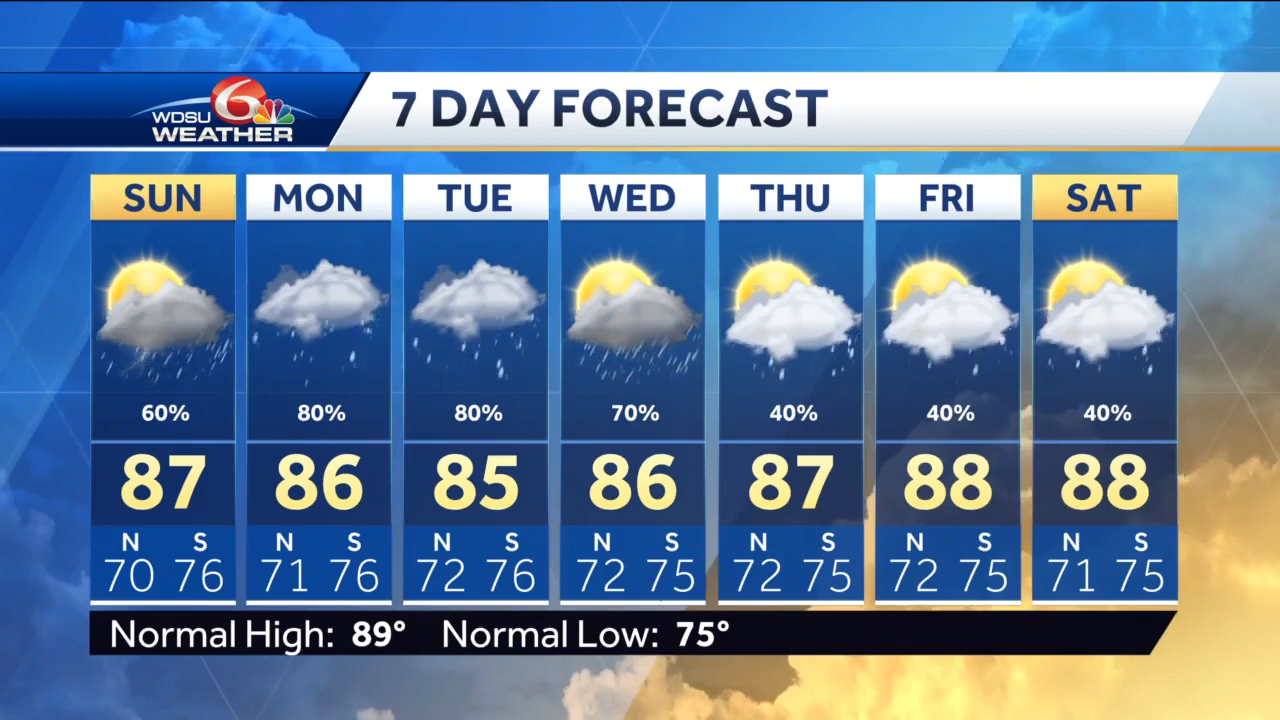 WDSU 6
WEATHER
7 DAY FORECAST
SUN MON TUE WED THU FRI SAT
60% 80% 80% 70% 40% 40% 40%
87 86 85 86 87 88 88
N S N S N S N S N S N S N S
70 76 71 76 72 76 72 75 72 75 72 75 71 75
Normal High: 89° Normal Low: 75°